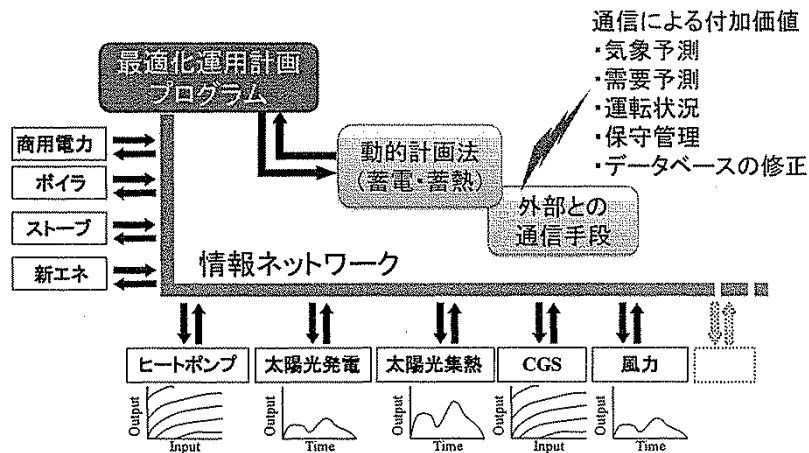 通信による付加価値
・気象予測
・需要予測
・運転状況
・保守管理
・データベースの修正
最適化運用計画
プログラム
動的計画法
(蓄電・蓄熱)
外部との
通信手段
商用電力
ボイラ
ストーブ
新エネ
情報ネットワーク
ヒートポンプ
太陽光発電
太陽光集熱
CGS
風力
Output
Input
Output
Time
Output
Time
Output
Input
Output
Time